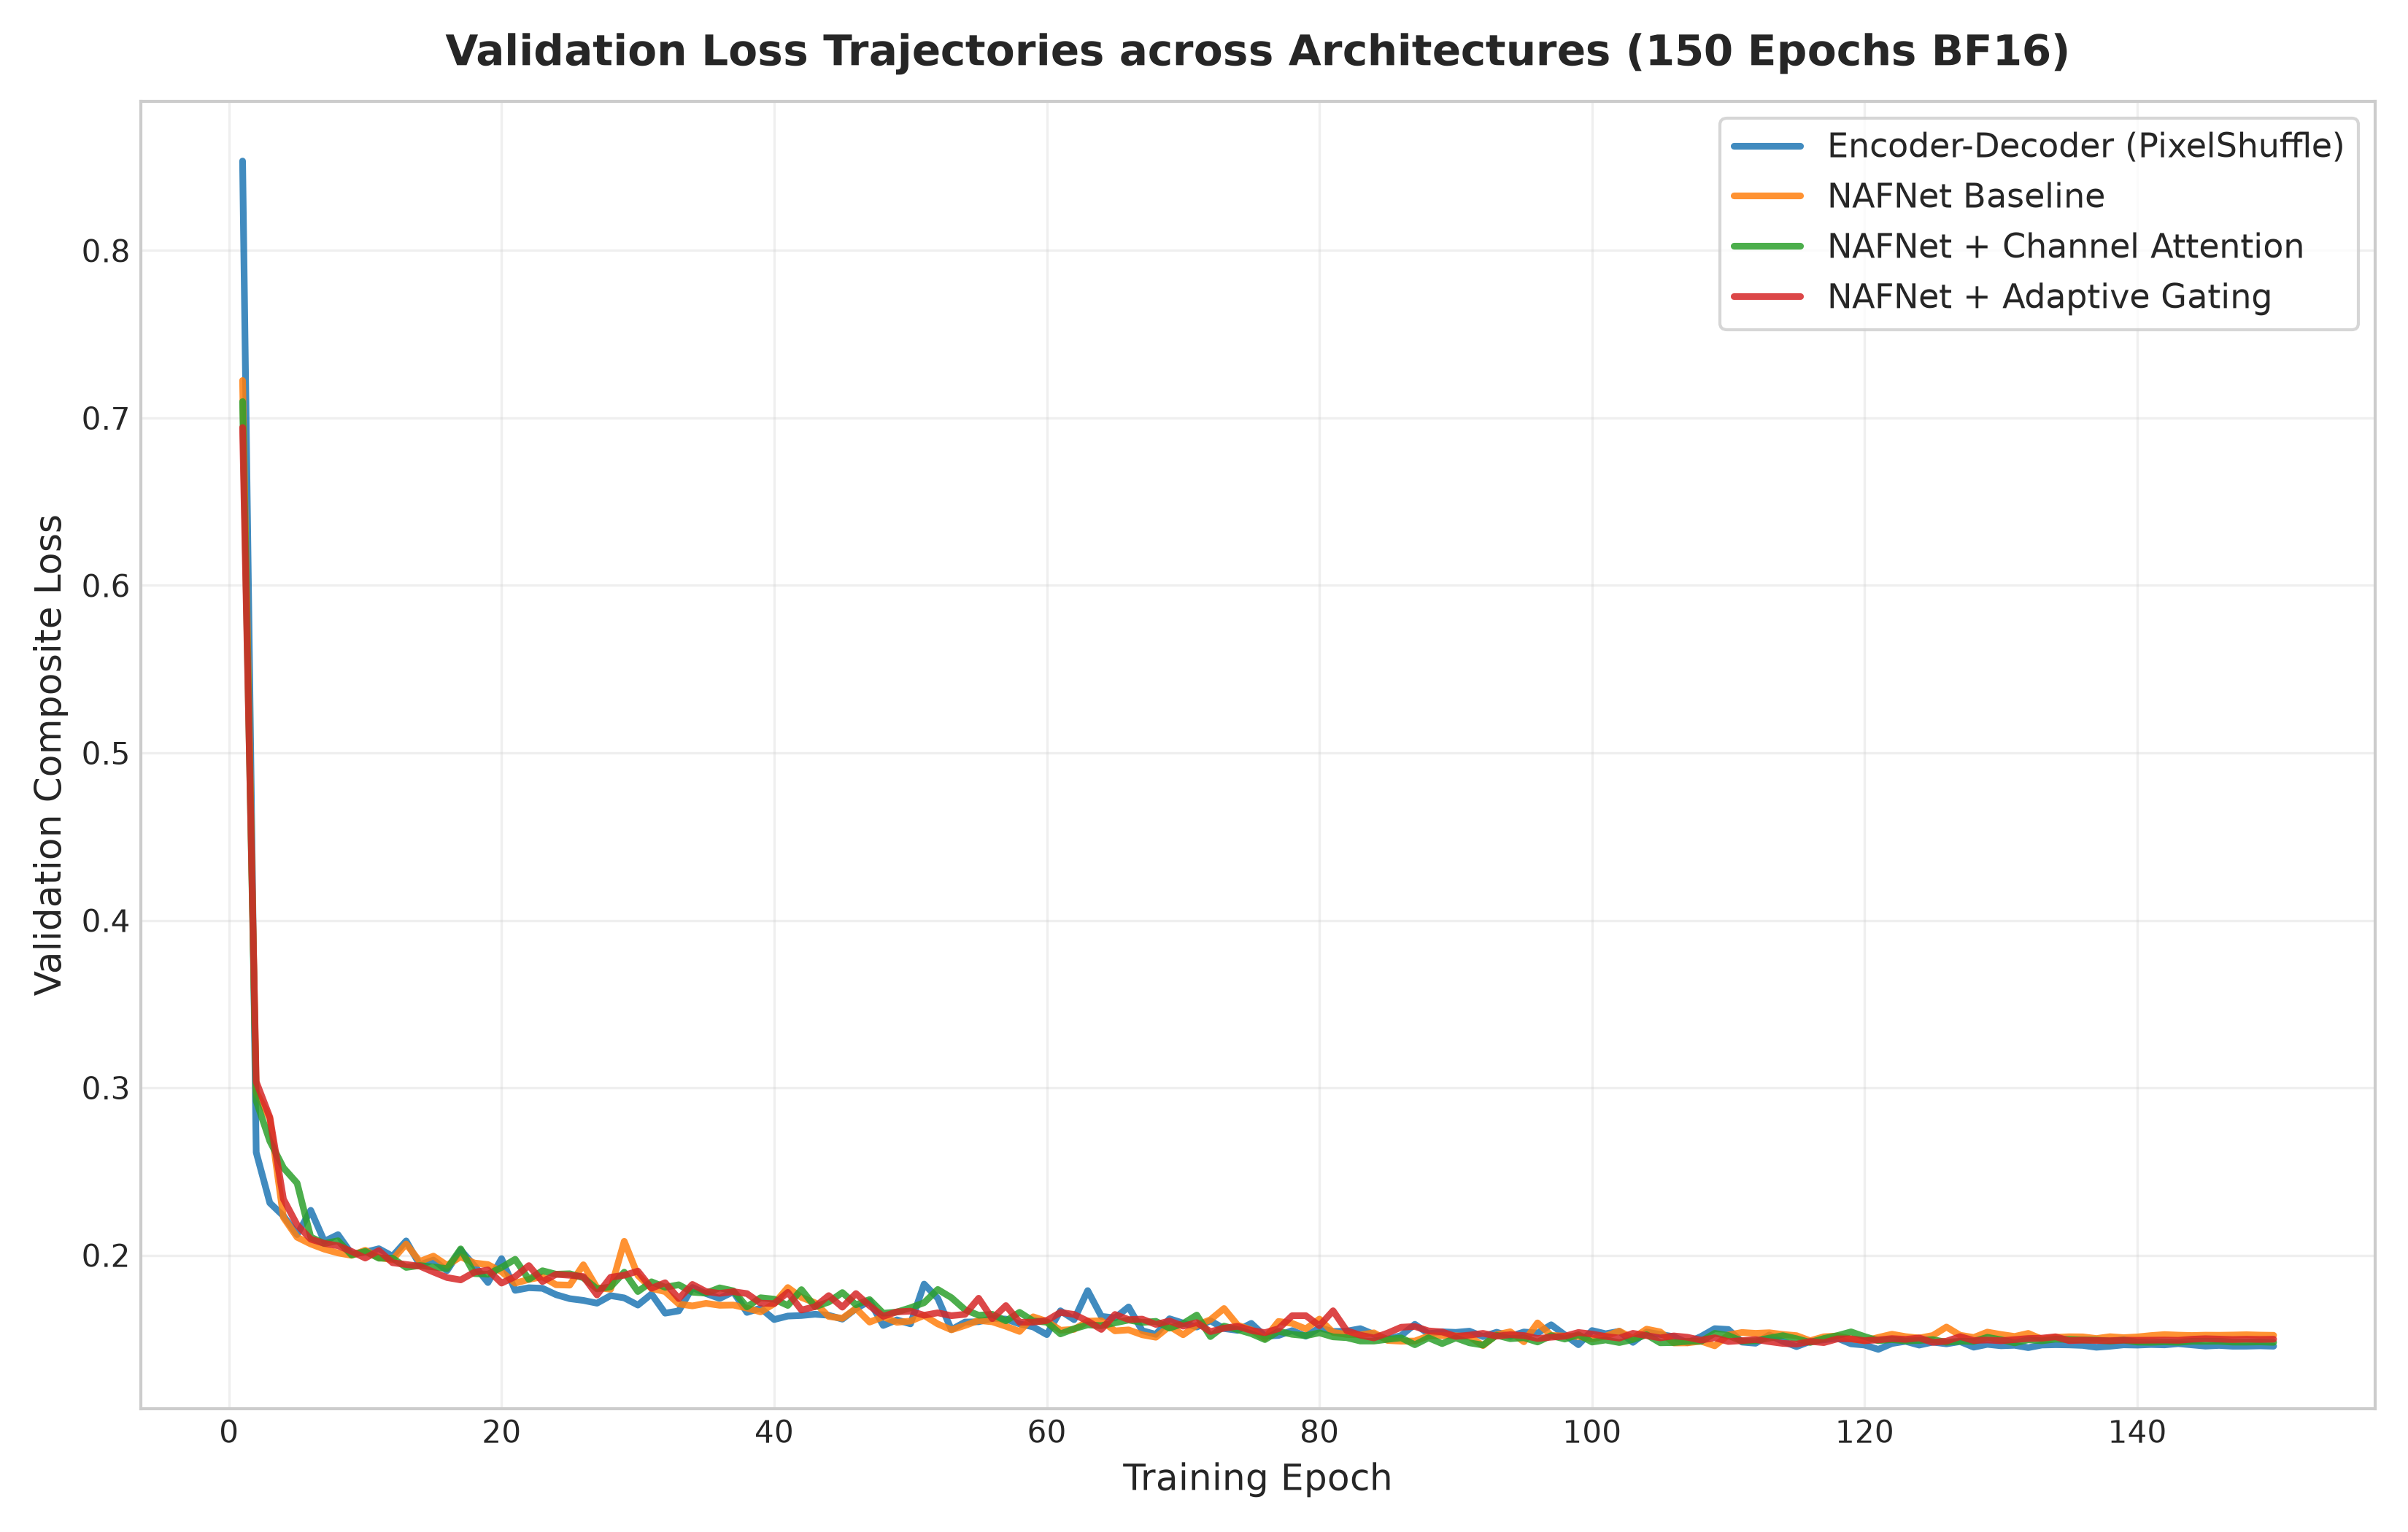 Validation Loss Trajectories across Architectures (150 Epochs BF16)
Encoder-Decoder (PixelShuffle)
NAFNet Baseline
NAFNet + Channel Attention
NAFNet + Adaptive Gating
Validation Composite Loss
0.8
0.7
0.6
0.5
0.4
0.3
0.2
0 20 40 60 80 100 120 140
Training Epoch